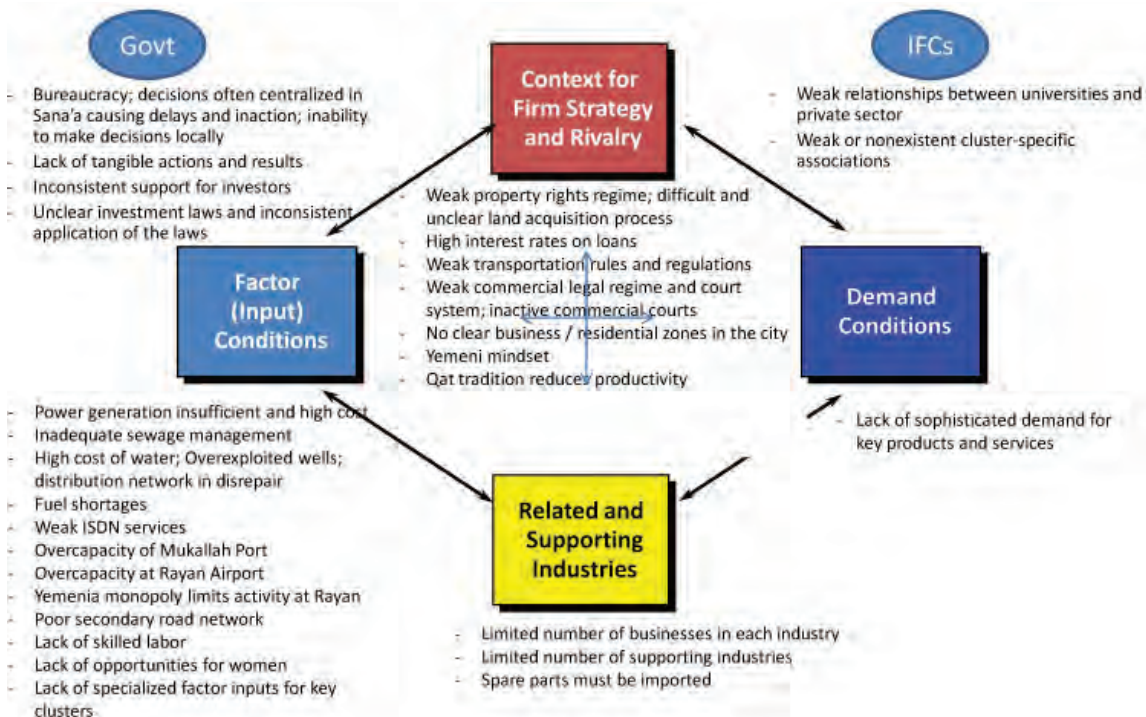 Govt
- Bureaucracy; decisions often centralized in
Sana'a causing delays and inaction; inability
to make decisions locally
- Lack of tangible actions and results
- Inconsistent support for investors
- Unclear investment laws and inconsistent
application of the laws
Context for
Firm Strategy
and Rivalry
IFCs
- Weak relationships between universities and
private sector
- Weak or nonexistent cluster-specific
associations
- Weak property rights regime; difficult and
unclear land acquisition process
- High interest rates on loans
- Weak transportation rules and regulations
- Weak commercial legal regime and court
system; inactive commercial courts
- No clear business / residential zones in the city
- Yemeni mindset
- Qat tradition reduces productivity
Factor
(Input)
Conditions
Demand
Conditions
- Power generation insufficient and high cost
- Inadequate sewage management
- High cost of water; Overexploited wells;
distribution network in disrepair
- Fuel shortages
- Weak ISDN services
- Overcapacity of Mukallah Port
- Overcapacity at Rayan Airport
- Yemenia monopoly limits activity at Rayan
- Poor secondary road network
- Lack of skilled labor
- Lack of opportunities for women
- Lack of specialized factor inputs for key
clusters
- Lack of sophisticated demand for
key products and services
Related and
Supporting
Industries
- Limited number of businesses in each industry
- Limited number of supporting industries
- Spare parts must be imported